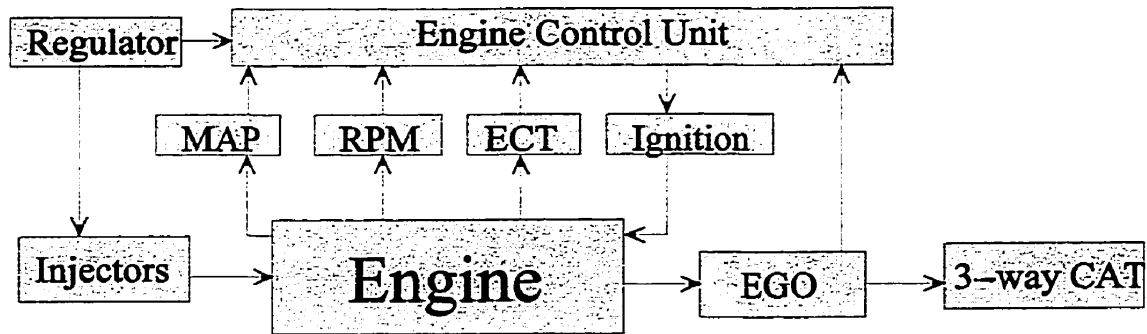 Regulator
Engine Control Unit
MAP
RPM
ECT
Ignition
Injectors
Engine
EGO
3-way CAT